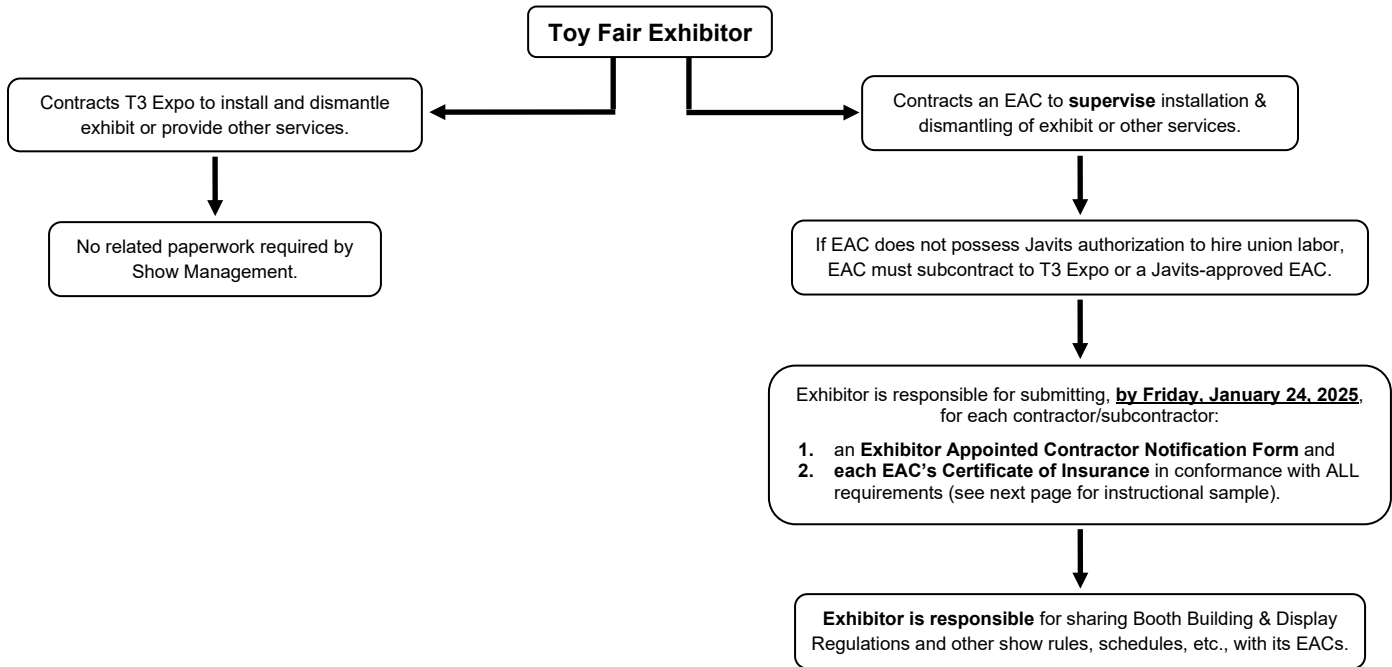 Toy Fair Exhibitor
Contracts T3 Expo to install and dismantle
exhibit or provide other services.
No related paperwork required by
Show Management.
Contracts an EAC to supervise installation &
dismantling of exhibit or other services.
If EAC does not possess Javits authorization to hire union labor,
EAC must subcontract to T3 Expo or a Javits-approved EAC.
Exhibitor is responsible for submitting, by Friday, January 24, 2025,
for each contractor/subcontractor:
1. an Exhibitor Appointed Contractor Notification Form and
2. each EAC's Certificate of Insurance in conformance with ALL
requirements (see next page for instructional sample).
Exhibitor is responsible for sharing Booth Building & Display
Regulations and other show rules, schedules, etc., with its EACs.